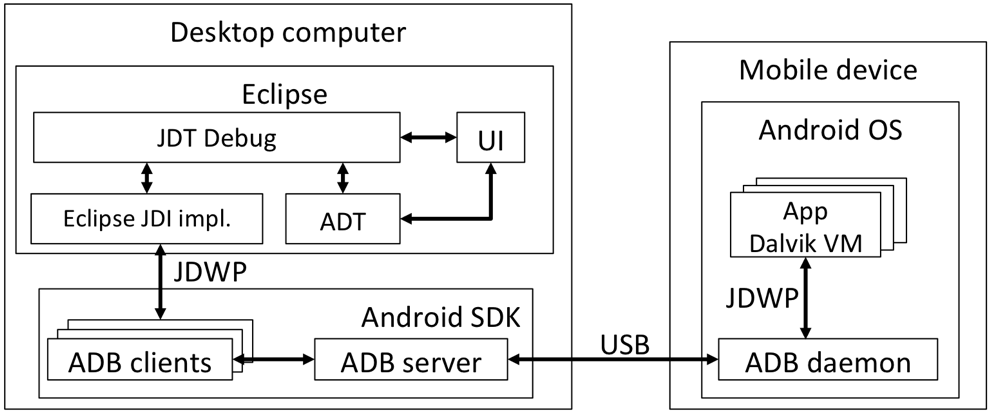 Desktop computer
Eclipse
JDT Debug
UI
Eclipse JDI impl.
ADT
JDWP
Android SDK
ADB clients
ADB server
USB
Mobile device
Android OS
App
Dalvik VM
JDWP
ADB daemon